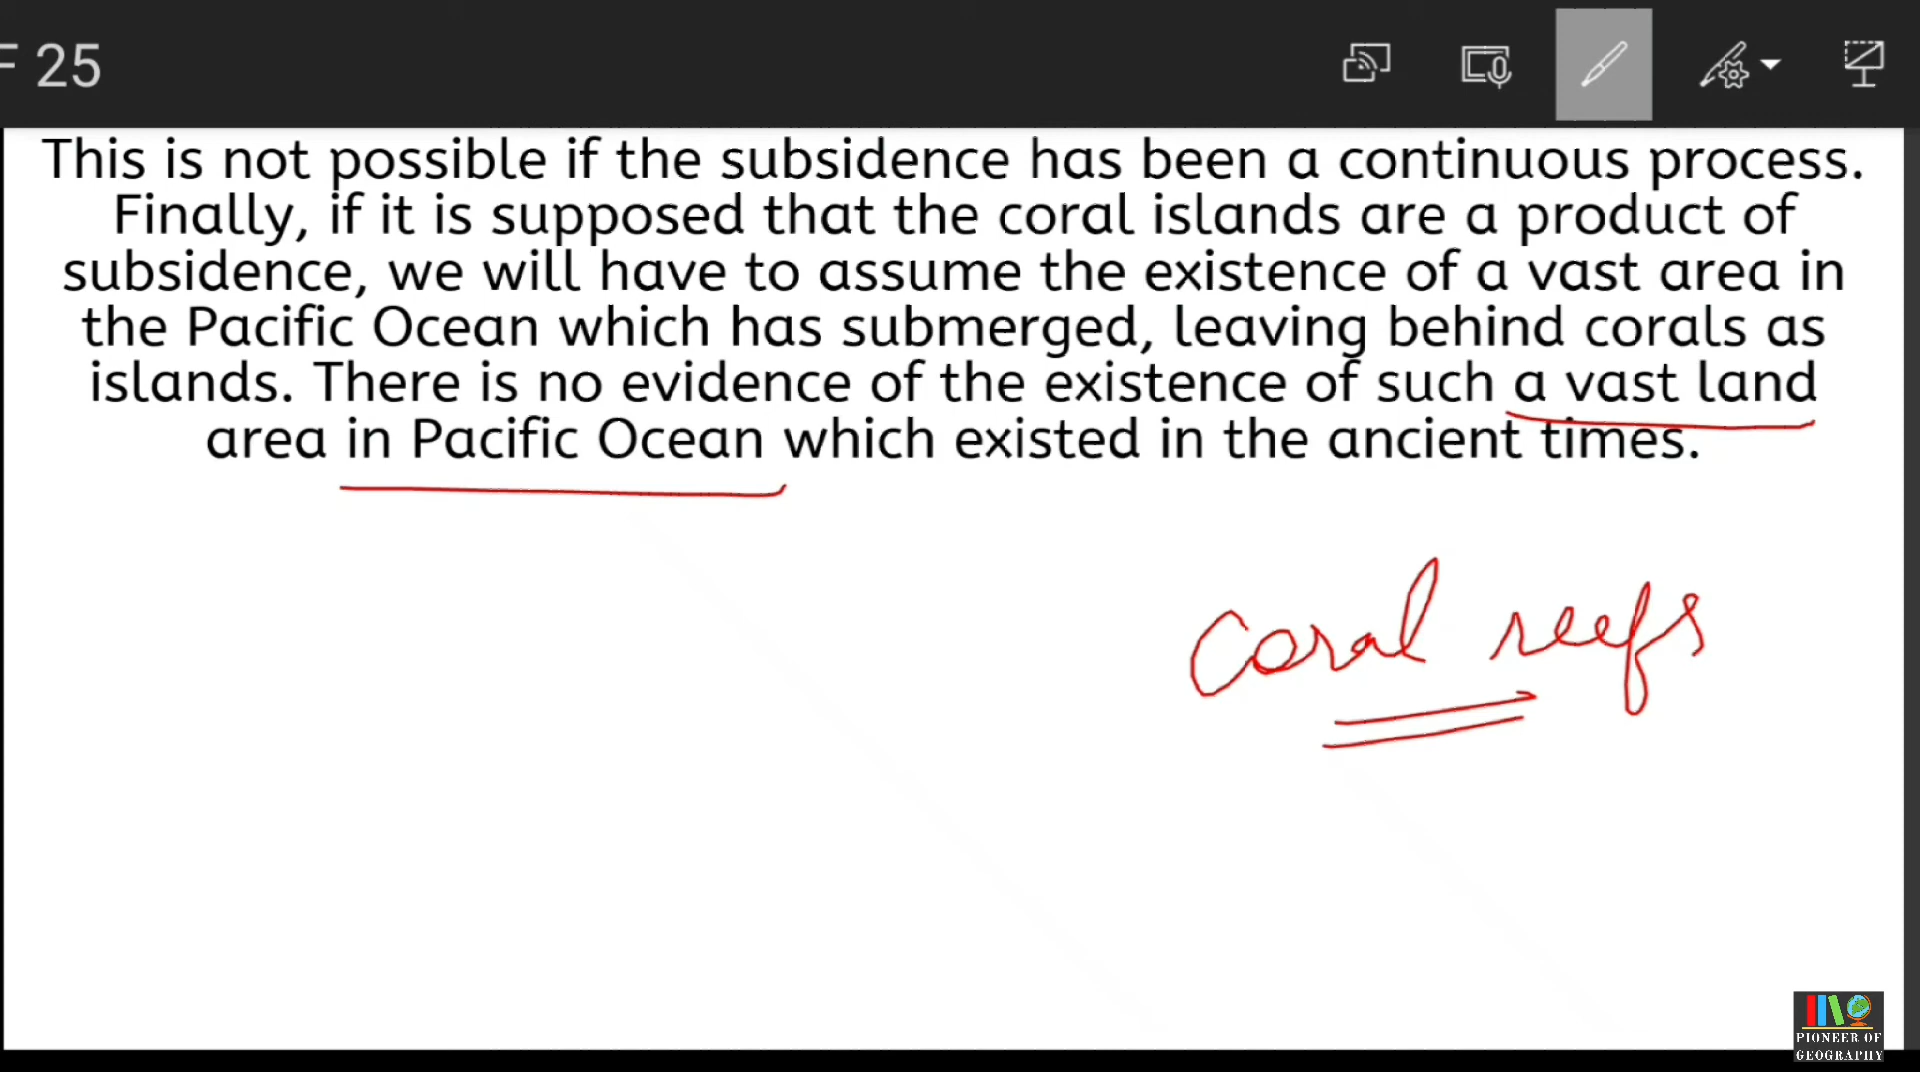 F 25
This is not possible if the subsidence has been a continuous process.
Finally, if it is supposed that the coral islands are a product of
subsidence, we will have to assume the existence of a vast area in
the Pacific Ocean which has submerged, leaving behind corals as
islands. There is no evidence of the existence of such a vast land
area in Pacific Ocean which existed in the ancient times.
Coral reefs
PIONEER OF
GEOGRAPHY